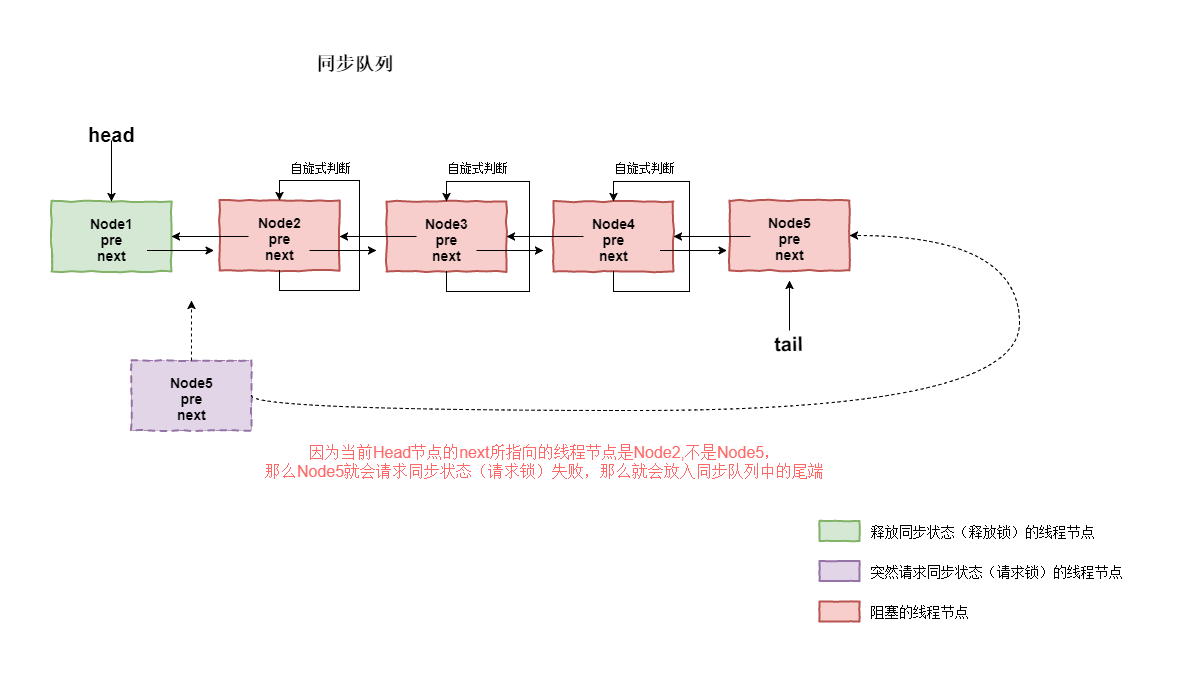 同步队列
head
自旋式判断
自旋式判断
自旋式判断
Node1
pre
next
Node2
pre
next
Node3
pre
next
Node4
pre
next
Node5
pre
next
tail
Node5
pre
next
因为当前Head节点的next所指向的线程节点是Node2,不是Node5，
那么Node5就会请求同步状态（请求锁）失败，那么就会放入同步队列中的尾端
释放同步状态（释放锁）的线程节点
突然请求同步状态（请求锁）的线程节点
阻塞的线程节点